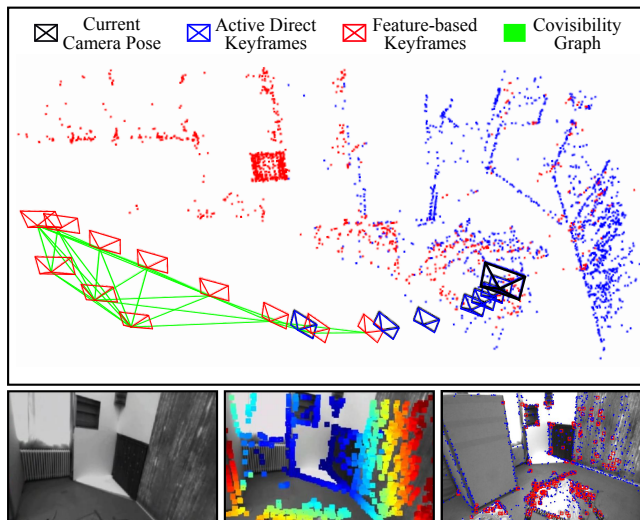 Current
Camera Pose
Active Direct
Keyframes
Feature-based
Keyframes
Covisibility
Graph